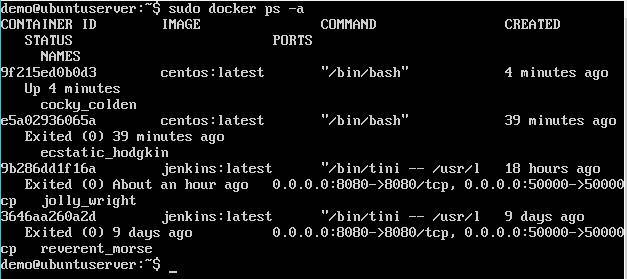 demo@ubuntuserver:~$ sudo docker ps -a
CONTAINER ID        IMAGE               COMMAND                CREATED
   STATUS                         PORTS
     NAMES
9f215ed0b0d3        centos:latest       "/bin/bash"            4 minutes ago
   Up 4 minutes
     cocky_colden
e5a02936065a        centos:latest       "/bin/bash"            39 minutes ago
   Exited (0) 39 minutes ago
     ecstatic_hodgkin
9b286dd1f16a        jenkins:latest      "/bin/tini -- /usr/l   18 hours ago
   Exited (0) About an hour ago   0.0.0.0:8080->8080/tcp, 0.0.0.0:50000->50000
cp   jolly_wright
3646aa260a2d        jenkins:latest      "/bin/tini -- /usr/l   9 days ago
   Exited (0) 9 days ago          0.0.0.0:8080->8080/tcp, 0.0.0.0:50000->50000
cp   reverent_morse
demo@ubuntuserver:~$ _